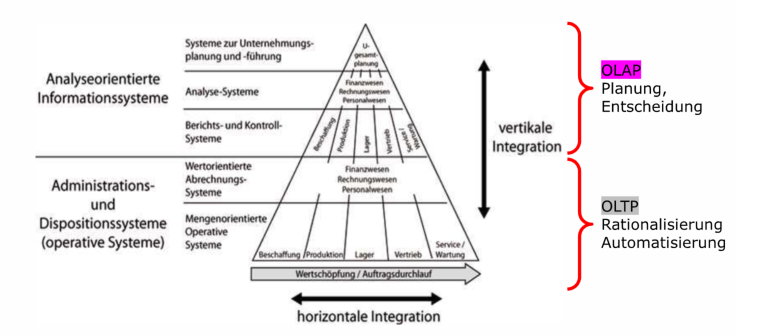 Systeme zur Unternehmungs-
planung und -führung
U-
gesamt-
planung
Analyseorientierte
Informationssysteme
Analyse-Systeme
Finanzwesen
Rechnungswesen
Personalwesen
Berichts- und Kontroll-
Systeme
Beschaffung
Produktion
Lager
Vertrieb
Service /
Wartung
vertikale
Integration
OLAP
Planung,
Entscheidung
Administrations-
und
Dispositionssysteme
(operative Systeme)
Wertorientierte
Abrechnungs-
Systeme
Finanzwesen
Rechnungswesen
Personalwesen
Mengenorientierte
Operative
Systeme
Beschaffung
Produktion
Lager
Vertrieb
Service /
Wartung
OLTP
Rationalisierung
Automatisierung
Wertschöpfung / Auftragsdurchlauf
horizontale Integration